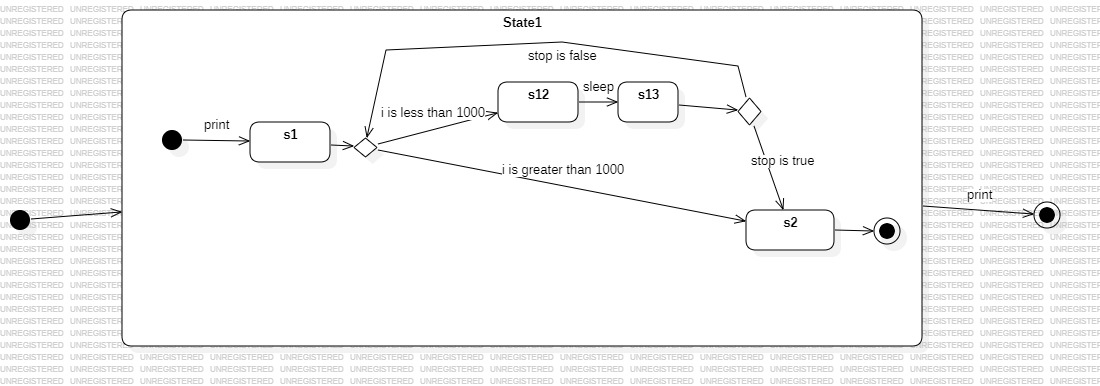 State1
stop is false
sleep
s12
s13
i is less than 1000
print
s1
stop is true
i is greater than 1000
print
s2
UNREGISTERED